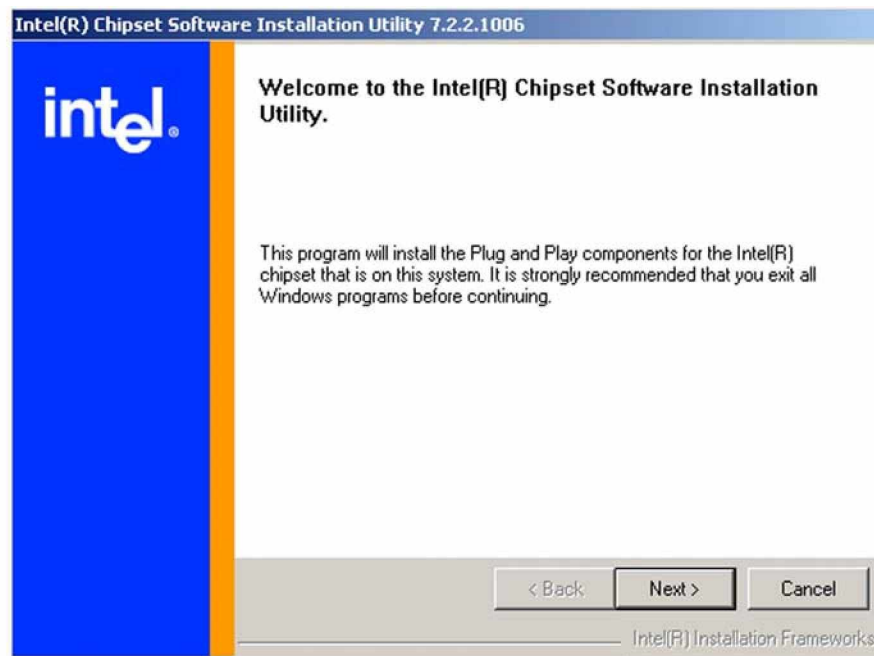 Intel(R) Chipset Software Installation Utility 7.2.2.1006
intel®
Welcome to the Intel(R) Chipset Software Installation
Utility.
This program will install the Plug and Play components for the Intel(R)
chipset that is on this system. It is strongly recommended that you exit all
Windows programs before continuing.
< Back
Next >
Cancel
Intel(R) Installation Frameworks